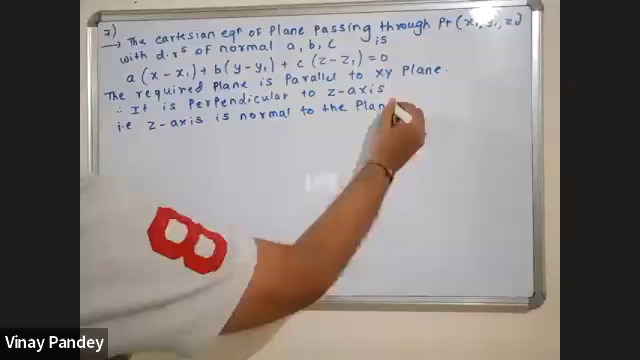 7) → The cartesian eqn of Plane passing through Pt (x1, y1, z1)
with d.r.s of normal a, b, c is
a (x - x1) + b (y - y1) + c (z - z1) = 0
The required Plane is Parallel to XY Plane.
∴ It is Perpendicular to z-axis
i.e z-axis is normal to the Plan
8
Vinay Pandey